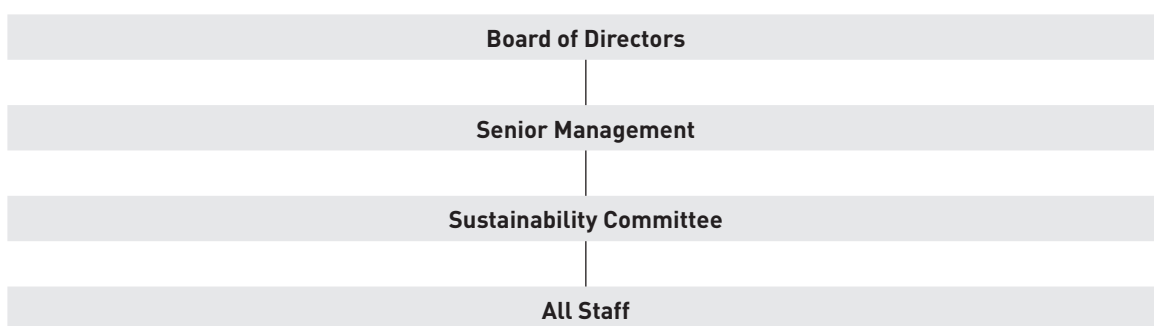 Board of Directors
Senior Management
Sustainability Committee
All Staff